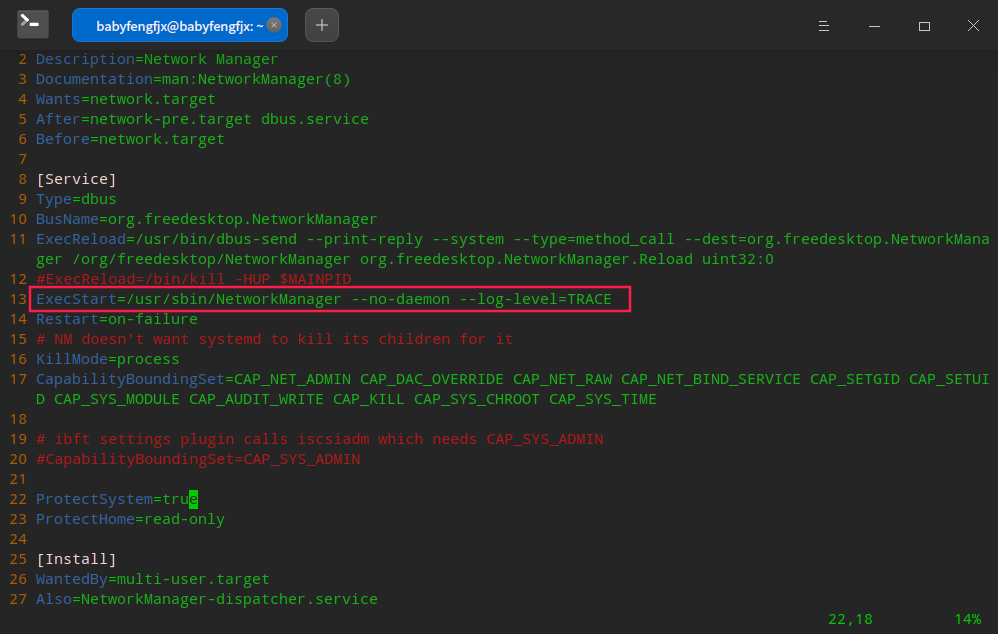 babyfengfjx@babyfengfjx: ~
2 Description=Network Manager
3 Documentation=man:NetworkManager(8)
4 Wants=network.target
5 After=network-pre.target dbus.service
6 Before=network.target
7
8 [Service]
9 Type=dbus
10 BusName=org.freedesktop.NetworkManager
11 ExecReload=/usr/bin/dbus-send --print-reply --system --type=method_call --dest=org.freedesktop.NetworkMana
ger /org/freedesktop/NetworkManager org.freedesktop.NetworkManager.Reload uint32:0
12 #ExecReload=/bin/kill -HUP $MAINPID
13 ExecStart=/usr/sbin/NetworkManager --no-daemon --log-level=TRACE
14 Restart=on-failure
15 # NM doesn't want systemd to kill its children for it
16 KillMode=process
17 CapabilityBoundingSet=CAP_NET_ADMIN CAP_DAC_OVERRIDE CAP_NET_RAW CAP_NET_BIND_SERVICE CAP_SETGID CAP_SETUI
D CAP_SYS_MODULE CAP_AUDIT_WRITE CAP_KILL CAP_SYS_CHROOT CAP_SYS_TIME
18
19 # ibft settings plugin calls iscsiadm which needs CAP_SYS_ADMIN
20 #CapabilityBoundingSet=CAP_SYS_ADMIN
21
22 ProtectSystem=true
23 ProtectHome=read-only
24
25 [Install]
26 WantedBy=multi-user.target
27 Also=NetworkManager-dispatcher.service
22,18 14%